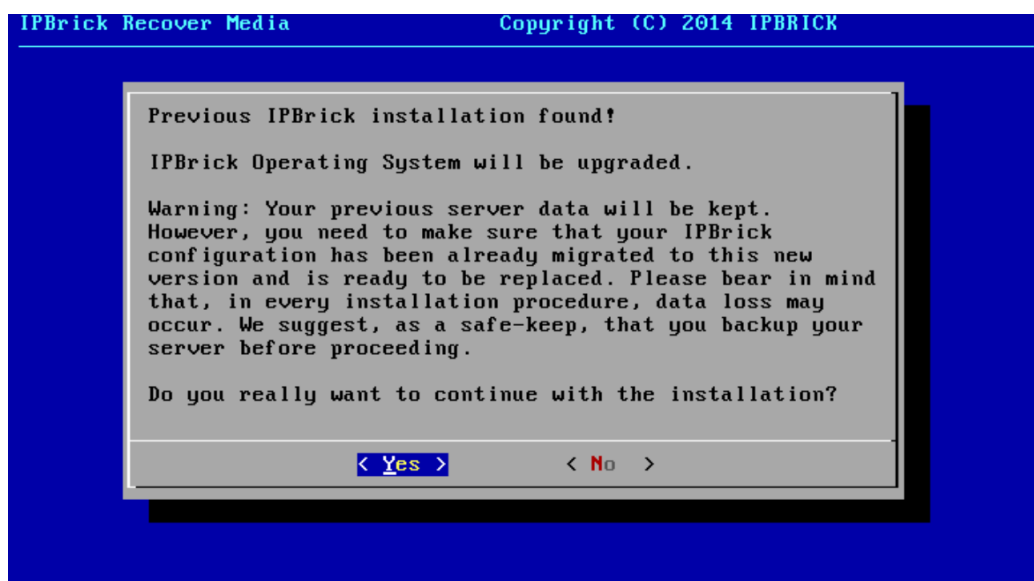 IPBrick Recover Media Copyright (C) 2014 IPBRICK
Previous IPBrick installation found!
IPBrick Operating System will be upgraded.
Warning: Your previous server data will be kept.
However, you need to make sure that your IPBrick
configuration has been already migrated to this new
version and is ready to be replaced. Please bear in mind
that, in every installation procedure, data loss may
occur. We suggest, as a safe-keep, that you backup your
server before proceeding.
Do you really want to continue with the installation?
< Yes > < No >